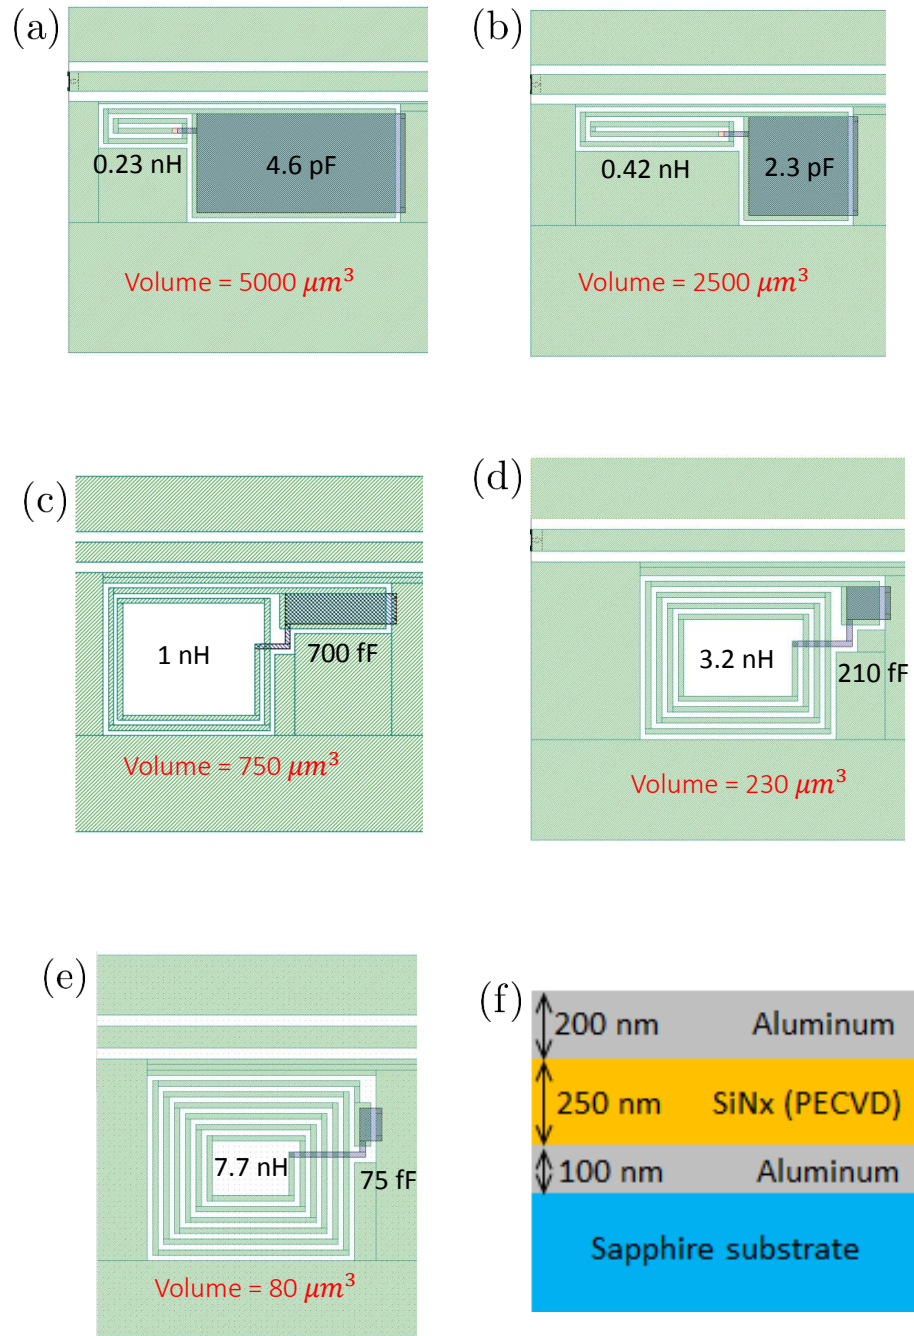 (a)
0.23 nH 4.6 pF
Volume = 5000 μm³
(b)
0.42 nH 2.3 pF
Volume = 2500 μm³
(c)
1 nH
700 fF
Volume = 750 μm³
(d)
3.2 nH
210 fF
Volume = 230 μm³
(e)
7.7 nH
75 fF
Volume = 80 μm³
(f)
200 nm Aluminum
250 nm SiNx (PECVD)
100 nm Aluminum
Sapphire substrate